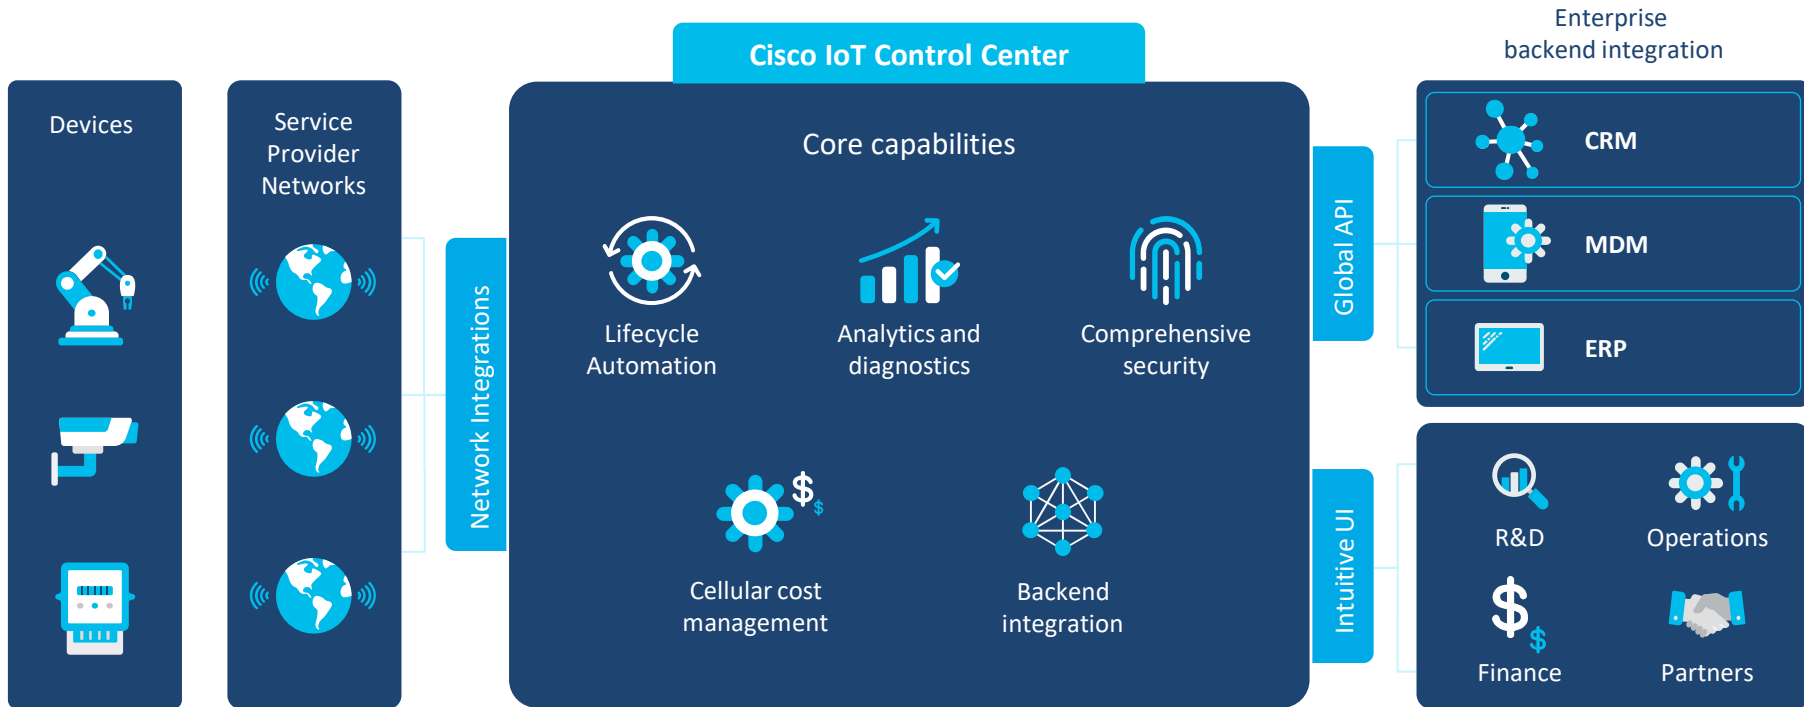 Devices
Service
Provider
Networks
Network Integrations
Cisco IoT Control Center
Core capabilities
Lifecycle
Automation
Analytics and
diagnostics
Comprehensive
security
$
$
Cellular cost
management
Backend
integration
Global API
Intuitive UI
Enterprise
backend integration
CRM
MDM
ERP
R&D
Operations
$
$
Finance
Partners